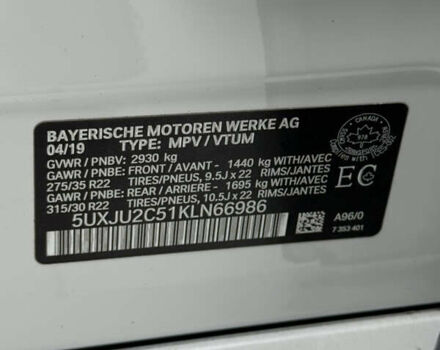 BAYERISCHE MOTOREN WERKE AG
04/19 TYPE: MPV / VTUM
GVWR / PNBV: 2930 kg
GAWR / PNBE: FRONT / AVANT - 1440 kg WITH/AVEC
275/35 R22 TIRES/PNEUS, 9.5J x 22 RIMS/JANTES
GAWR / PNBE: REAR / ARRIERE - 1695 kg WITH/AVEC
315/30 R22 TIRES/PNEUS, 10.5J x 22 RIMS/JANTES
5UXJU2C51KLN66986
CANADA
EC
A96/0
7 353 401